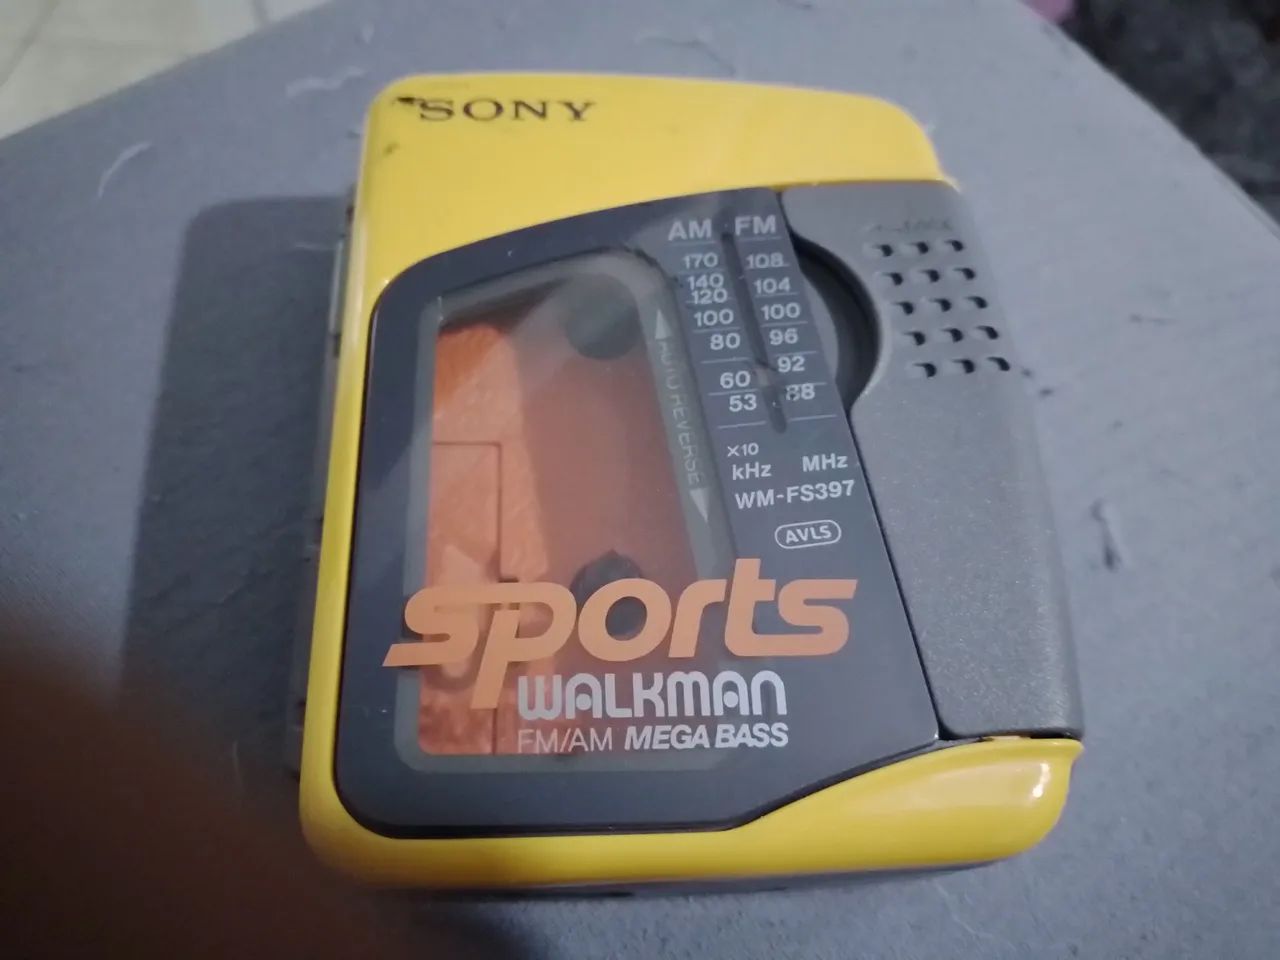 SONY
AM FM
170 108
140 104
120
100 100
80 96
92
60 88
53
AUTO REVERSE
×10
kHz MHz
WM-FS397
AVLS
sports
WALKMAN
FM/AM MEGA BASS